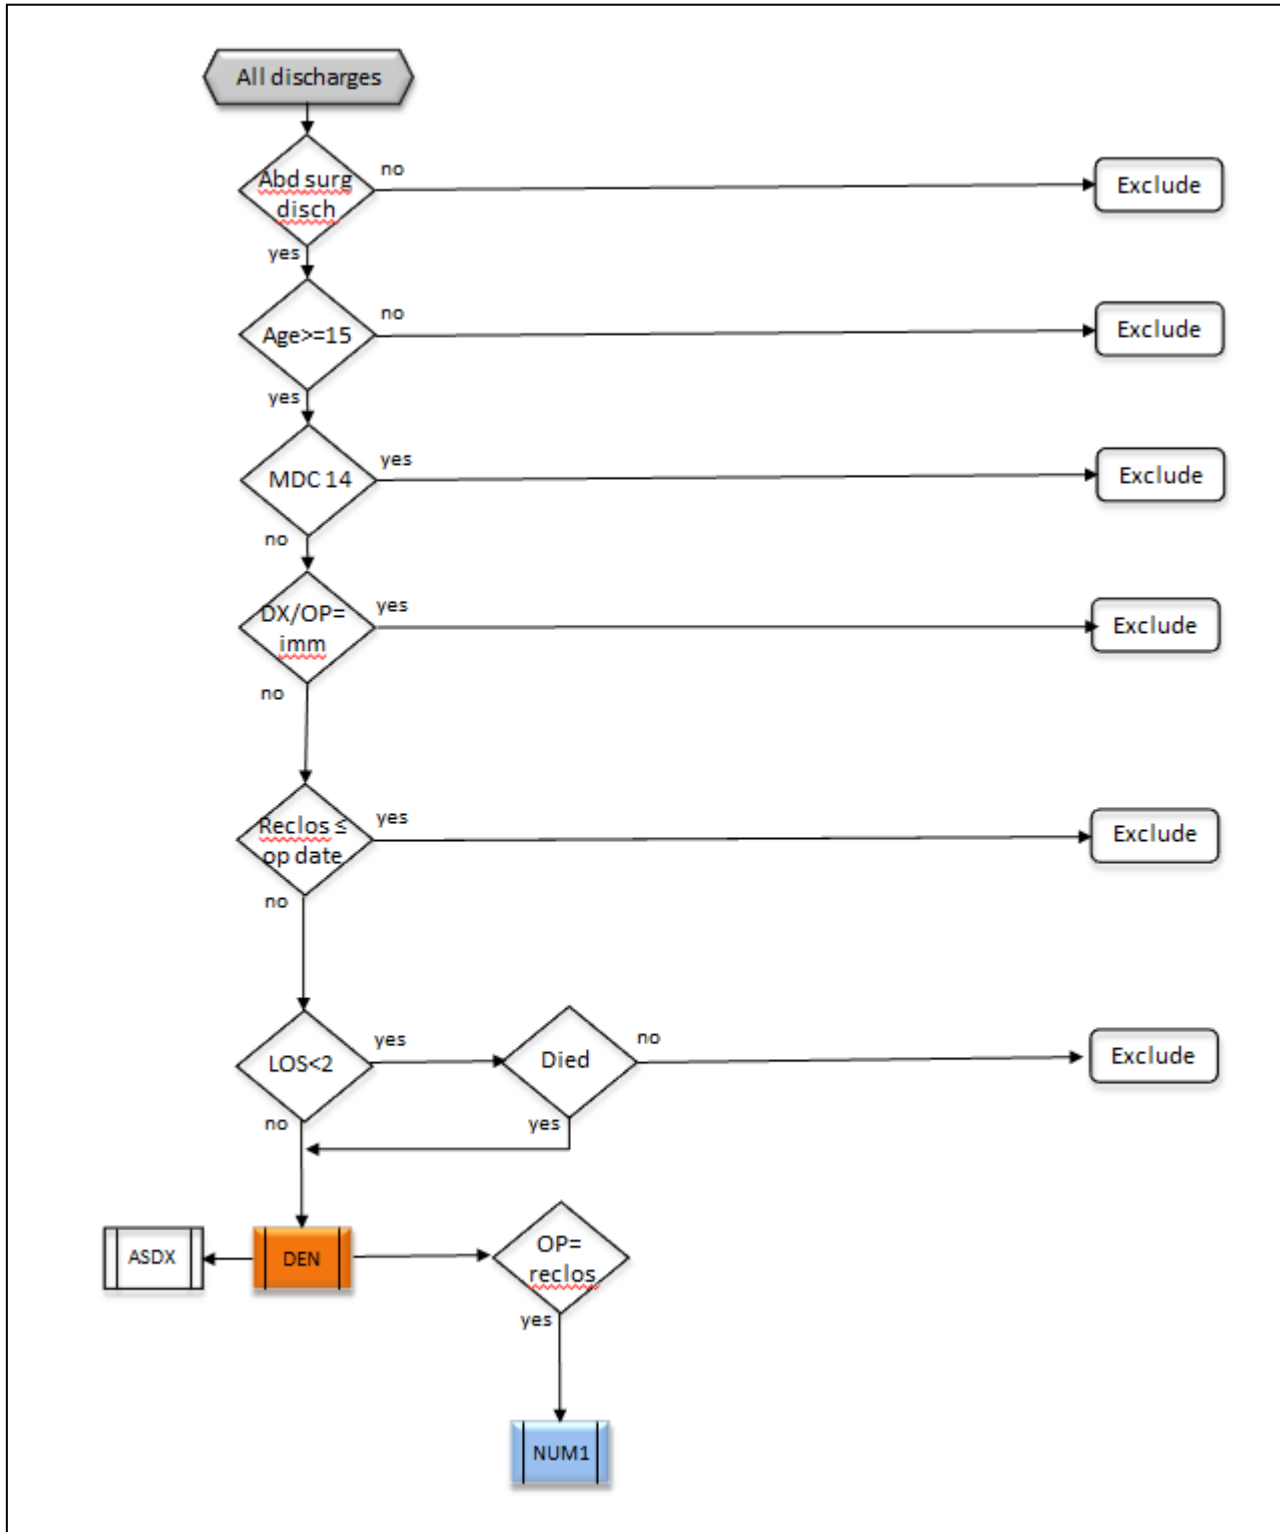 All discharges
Abd surg
disch
no
Exclude
yes
Age>=15
no
Exclude
yes
MDC 14
yes
Exclude
no
DX/OP=
imm
yes
Exclude
no
Reclos ≤
op date
yes
Exclude
no
LOS<2
yes
Died
no
Exclude
no
yes
ASDX
DEN
OP=
reclos
yes
NUM1